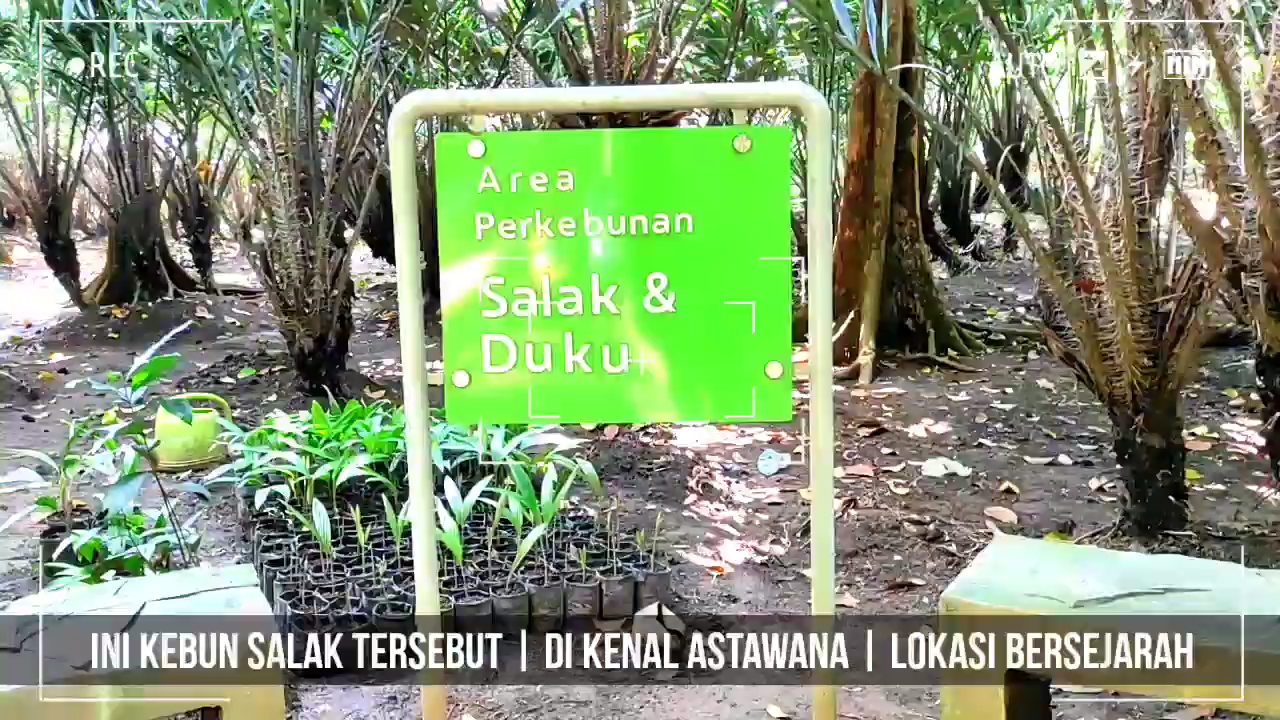 REC
Area
Perkebunan
Salak &
Duku
INI KEBUN SALAK TERSEBUT | DI KENAL ASTAWANA | LOKASI BERSEJARAH